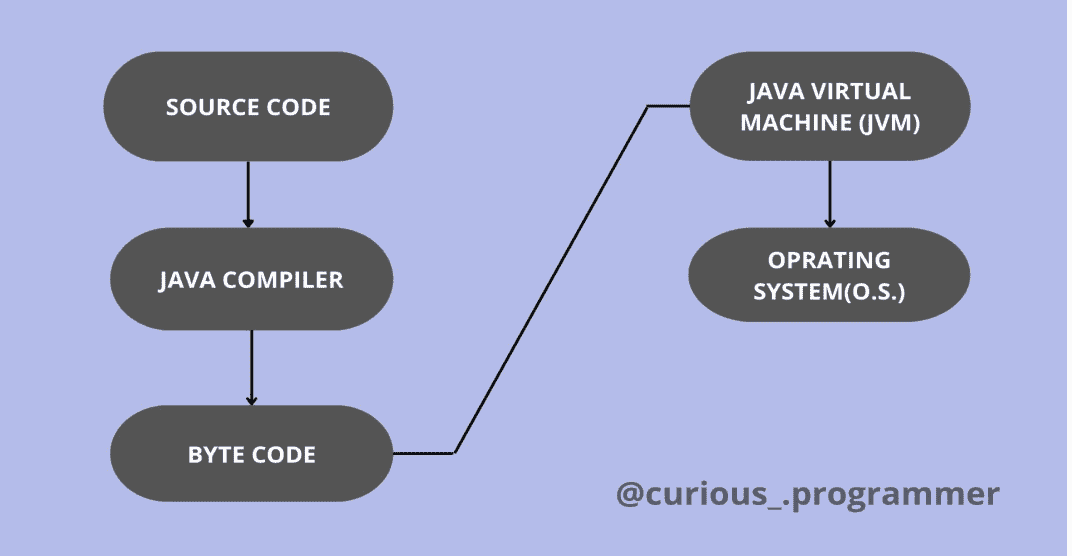 SOURCE CODE
JAVA COMPILER
BYTE CODE
JAVA VIRTUAL
MACHINE (JVM)
OPRATING
SYSTEM(O.S.)
@curious_.programmer